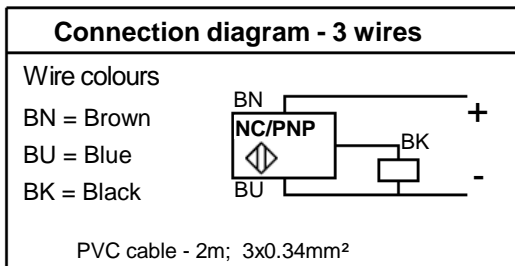 Connection diagram - 3 wires
Wire colours
BN = Brown
BU = Blue
BK = Black
BN
NC/PNP
BK
BU
+
-
PVC cable - 2m; 3x0.34mm²